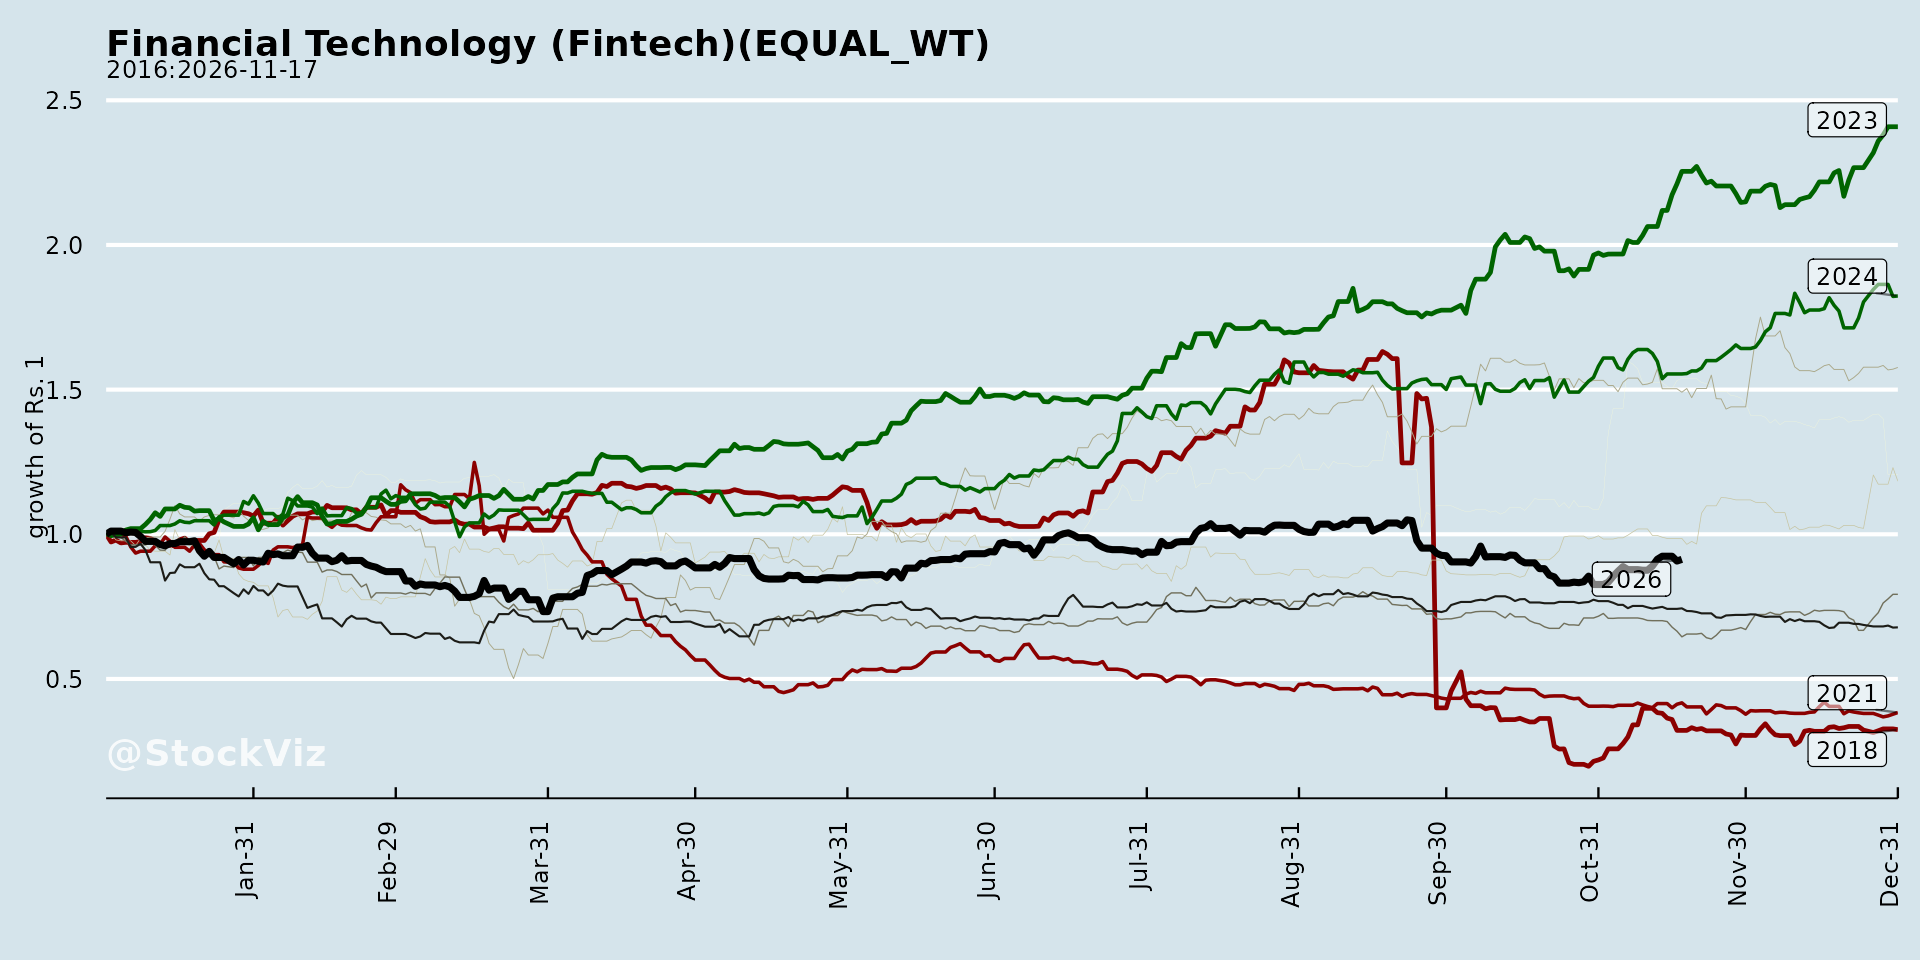 Financial Technology (Fintech)(EQUAL_WT)
2016:2026-11-17
growth of Rs. 1
2.5
2.0
1.5
1.0
0.5
2023
2024
2026
2021
2018
@StockViz
Jan-31
Feb-29
Mar-31
Apr-30
May-31
Jun-30
Jul-31
Aug-31
Sep-30
Oct-31
Nov-30
Dec-31